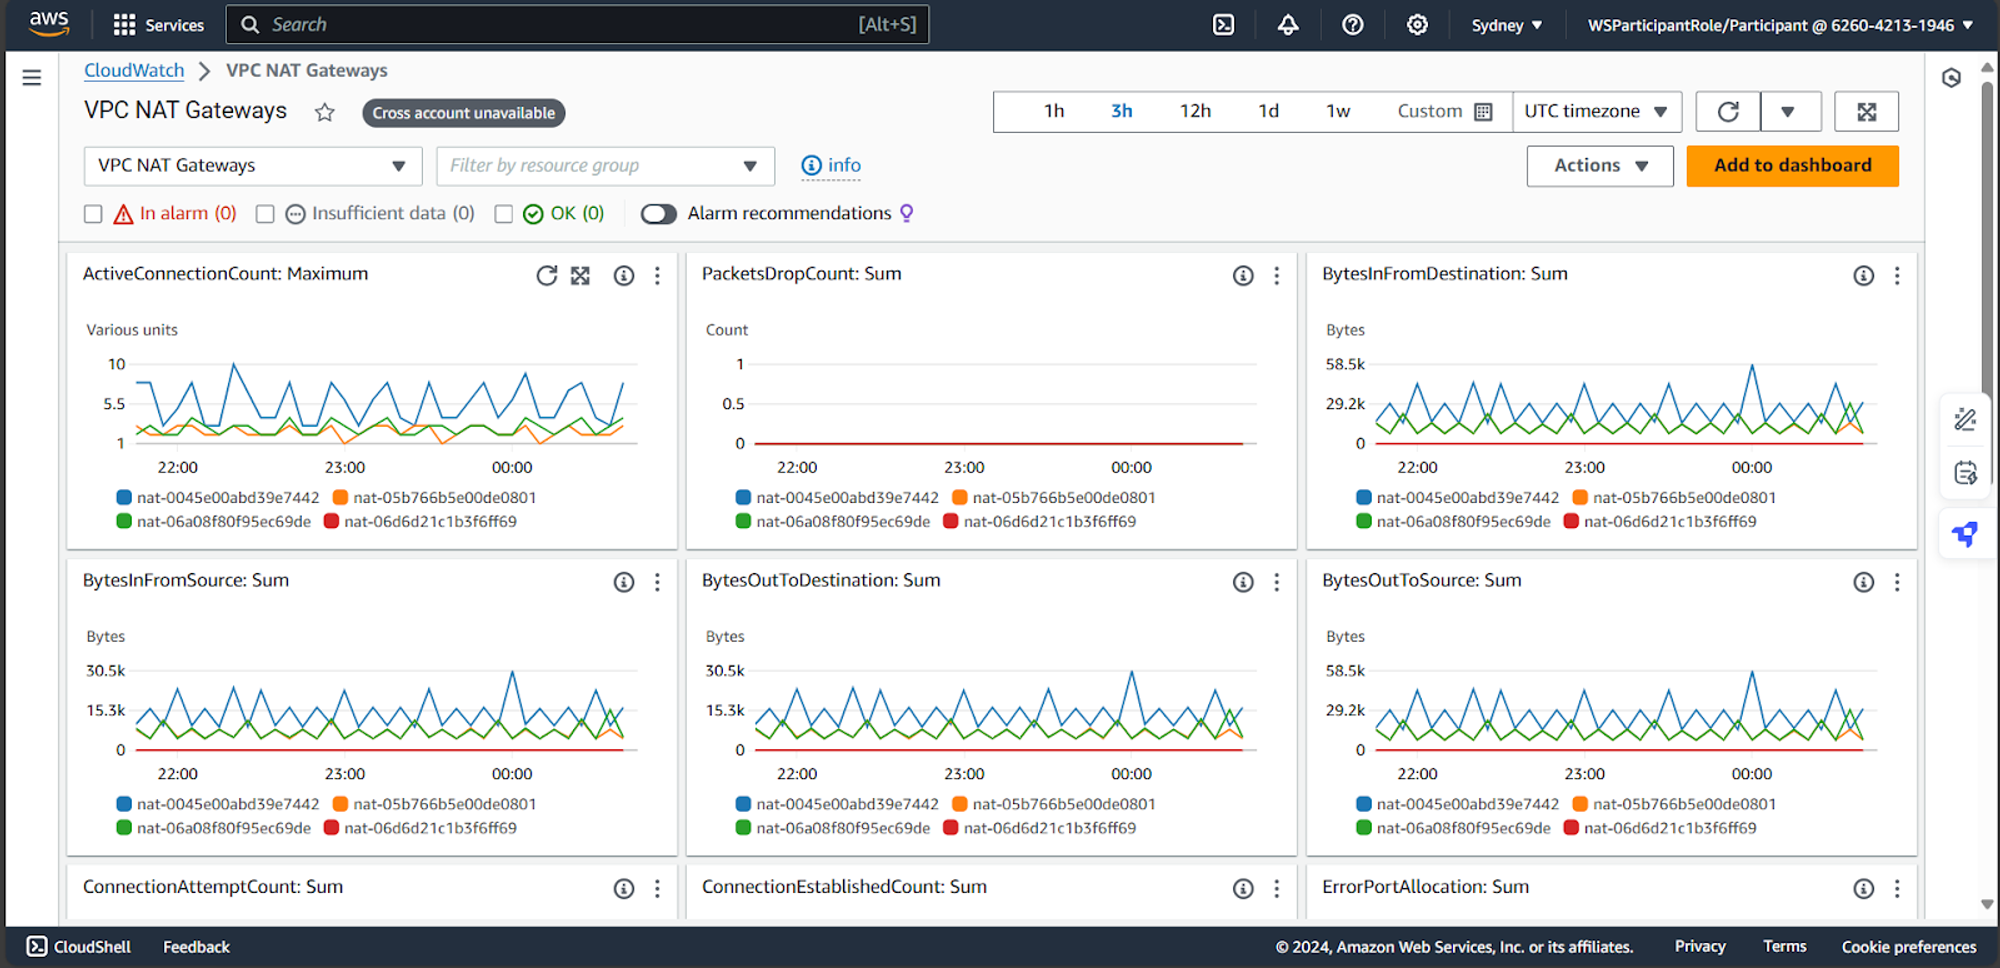 aws Services Search [Alt+S] Sydney WSParticipantRole/Participant @ 6260-4213-1946
CloudWatch VPC NAT Gateways
VPC NAT Gateways Cross account unavailable 1h 3h 12h 1d 1w Custom UTC timezone
VPC NAT Gateways Filter by resource group info Actions Add to dashboard
In alarm (0) Insufficient data (0) OK (0) Alarm recommendations
ActiveConnectionCount: Maximum
Various units
10
5.5
1
22:00 23:00 00:00
nat-0045e00abd39e7442 nat-05b766b5e00de0801
nat-06a08f80f95ec69de nat-06d6d21c1b3f6ff69
PacketsDropCount: Sum
Count
1
0.5
0
22:00 23:00 00:00
nat-0045e00abd39e7442 nat-05b766b5e00de0801
nat-06a08f80f95ec69de nat-06d6d21c1b3f6ff69
BytesInFromDestination: Sum
Bytes
58.5k
29.2k
0
22:00 23:00 00:00
nat-0045e00abd39e7442 nat-05b766b5e00de0801
nat-06a08f80f95ec69de nat-06d6d21c1b3f6ff69
BytesInFromSource: Sum
Bytes
30.5k
15.3k
0
22:00 23:00 00:00
nat-0045e00abd39e7442 nat-05b766b5e00de0801
nat-06a08f80f95ec69de nat-06d6d21c1b3f6ff69
BytesOutToDestination: Sum
Bytes
30.5k
15.3k
0
22:00 23:00 00:00
nat-0045e00abd39e7442 nat-05b766b5e00de0801
nat-06a08f80f95ec69de nat-06d6d21c1b3f6ff69
BytesOutToSource: Sum
Bytes
58.5k
29.2k
0
22:00 23:00 00:00
nat-0045e00abd39e7442 nat-05b766b5e00de0801
nat-06a08f80f95ec69de nat-06d6d21c1b3f6ff69
ConnectionAttemptCount: Sum
ConnectionEstablishedCount: Sum
ErrorPortAllocation: Sum
CloudShell Feedback © 2024, Amazon Web Services, Inc. or its affiliates. Privacy Terms Cookie preferences